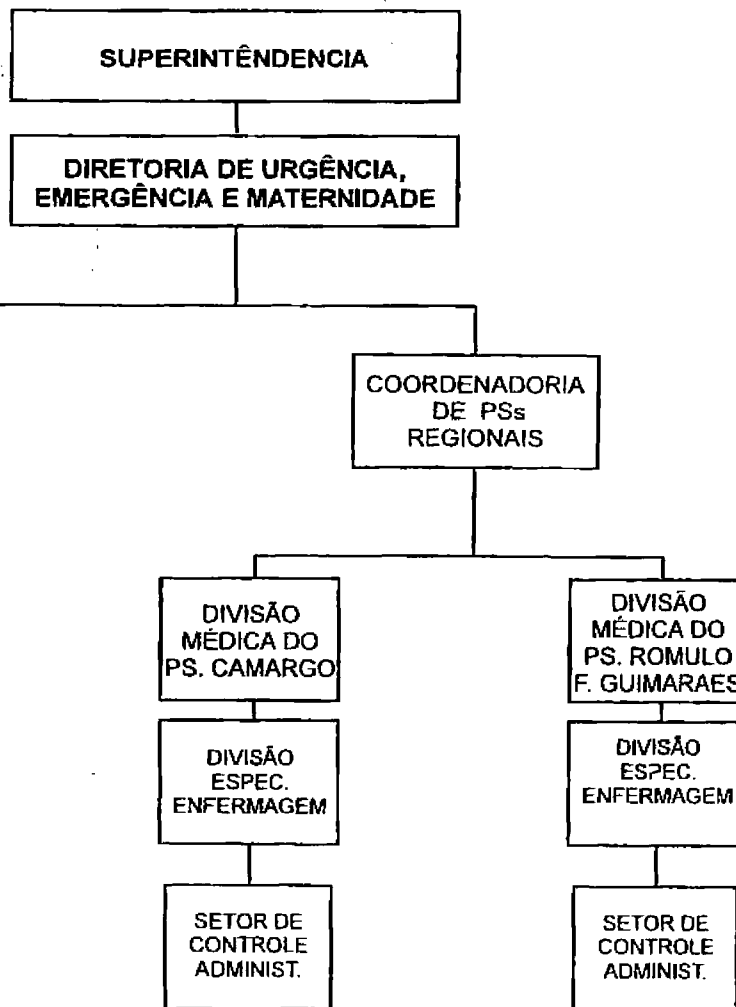 SUPERINTÊNDENCIA
DIRETORIA DE URGÊNCIA,
EMERGÊNCIA E MATERNIDADE
COORDENADORIA
DE PSs
REGIONAIS
DIVISÃO
MÉDICA DO
PS. CAMARGO
DIVISÃO
ESPEC.
ENFERMAGEM
SETOR DE
CONTROLE
ADMINIST.
DIVISÃO
MÉDICA DO
PS. ROMULO
F. GUIMARAES
DIVISÃO
ESPEC.
ENFERMAGEM
SETOR DE
CONTROLE
ADMINIST.